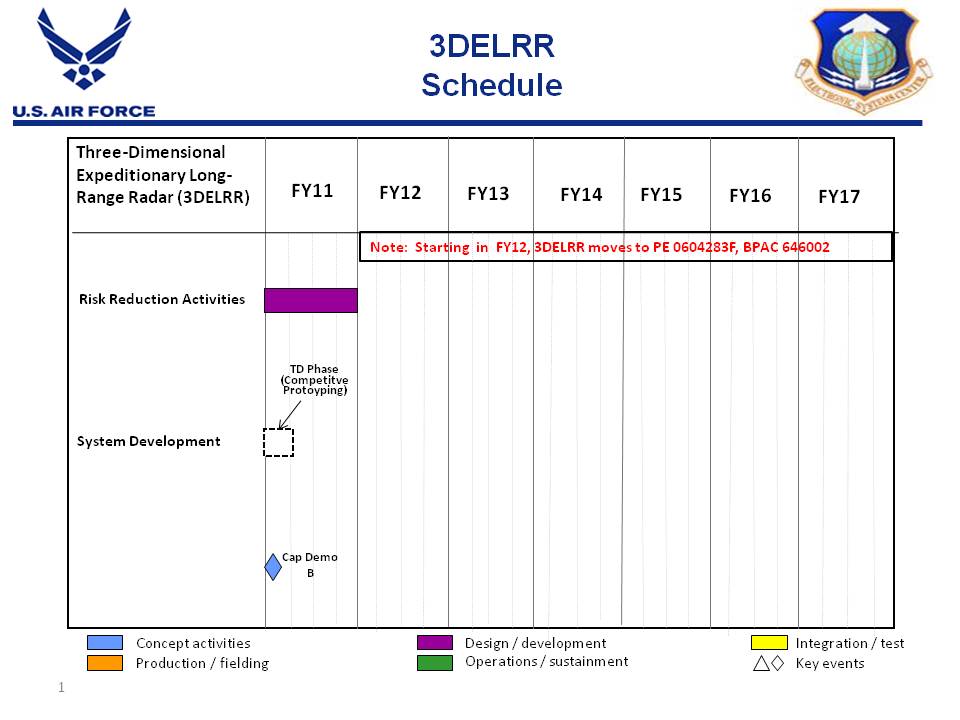 3DELRR
Schedule
U.S. AIR FORCE
ELECTRONIC SYSTEMS CENTER
Three-Dimensional
Expeditionary Long-
Range Radar (3DELRR)
FY11
FY12
FY13
FY14
FY15
FY16
FY17
Note: Starting in FY12, 3DELRR moves to PE 0604283F, BPAC 646002
Risk Reduction Activities
TD Phase
(Competitve
Protoyping)
System Development
Cap Demo
B
Concept activities
Design / development
Integration / test
Production / fielding
Operations / sustainment
Key events
1